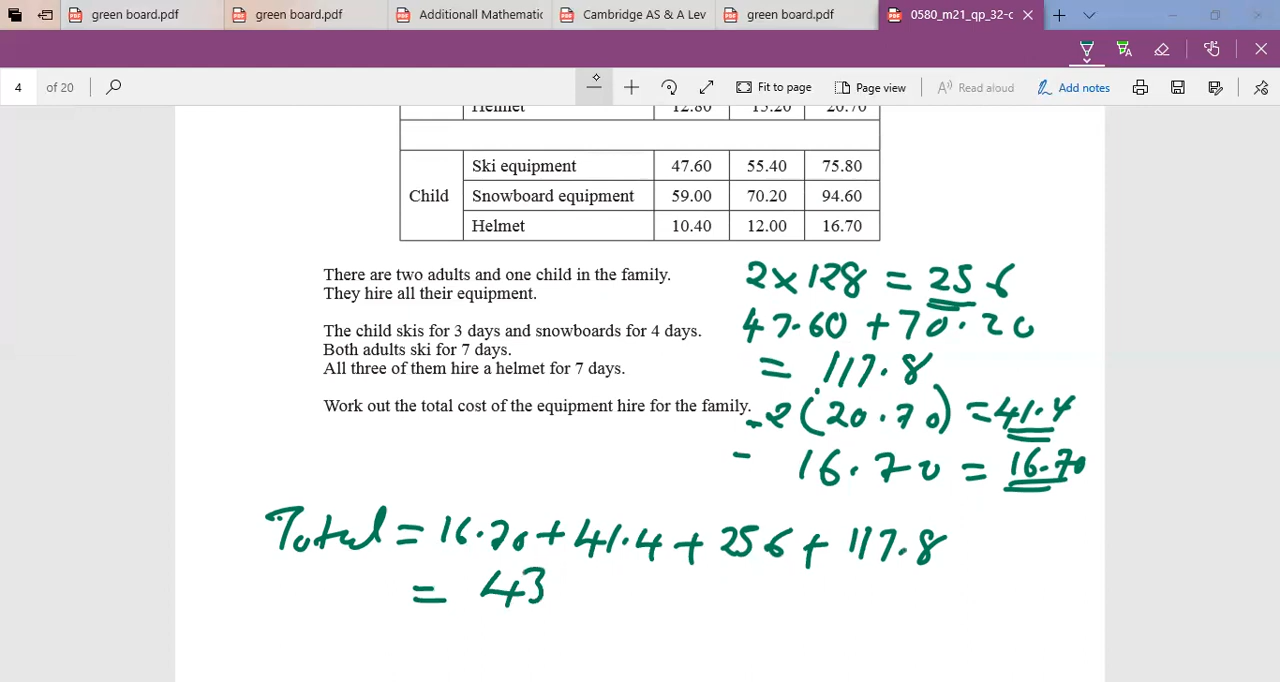 green board.pdf
green board.pdf
Additionall Mathematic
Cambridge AS & A Lev
green board.pdf
0580_m21_qp_32-c
4 of 20
Fit to page
Page view
Read aloud
Add notes
Helmet 12.80 15.20 20.70
Child
Ski equipment 47.60 55.40 75.80
Snowboard equipment 59.00 70.20 94.60
Helmet 10.40 12.00 16.70
There are two adults and one child in the family.
They hire all their equipment.
The child skis for 3 days and snowboards for 4 days.
Both adults ski for 7 days.
All three of them hire a helmet for 7 days.
Work out the total cost of the equipment hire for the family.
2 × 128 = 256
47.60 + 70.20
= 117.8
- 2 (20.70) = 41.4
- 16.70 = 16.70
Total = 16.70 + 41.4 + 256 + 117.8
= 43